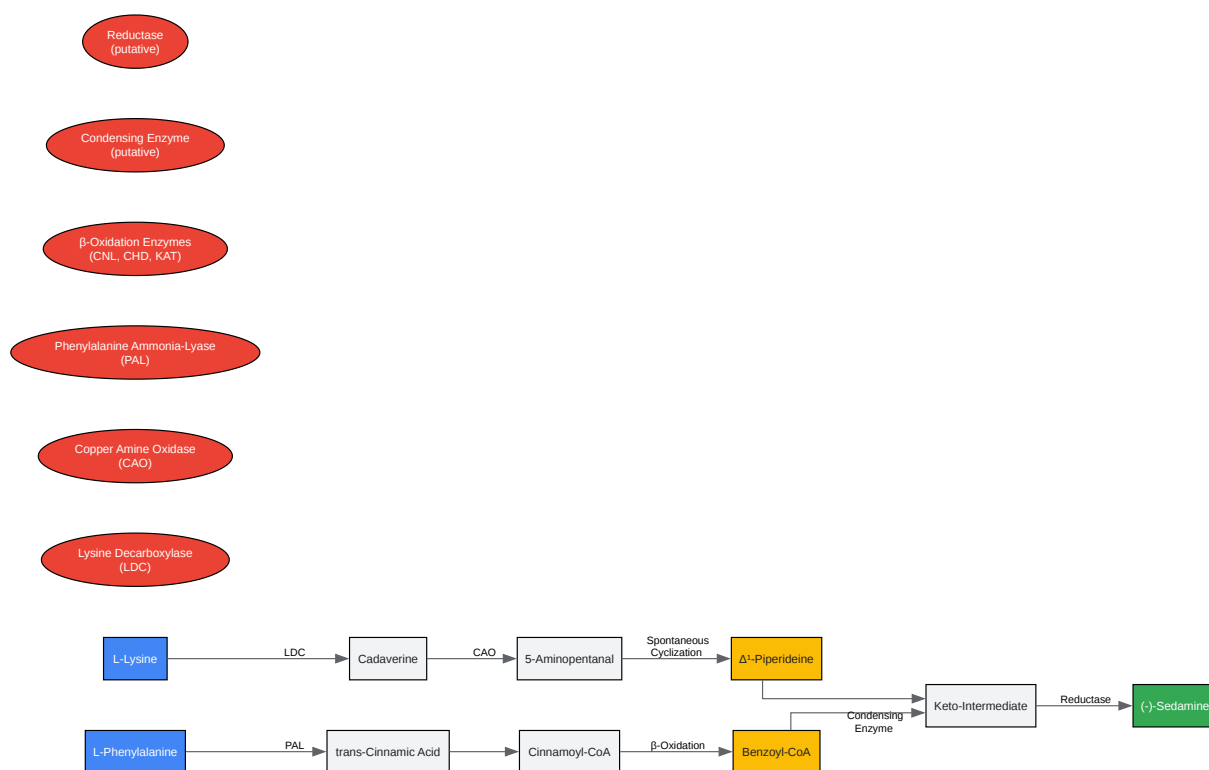 Reductase
(putative)
Condensing Enzyme
(putative)
β-Oxidation Enzymes
(CNL, CHD, KAT)
Phenylalanine Ammonia-Lyase
(PAL)
Copper Amine Oxidase
(CAO)
Lysine Decarboxylase
(LDC)
L-Lysine
LDC
Cadaverine
CAO
5-Aminopentanal
Spontaneous
Cyclization
Δ¹-Piperideine
L-Phenylalanine
PAL
trans-Cinnamic Acid
Cinnamoyl-CoA
β-Oxidation
Benzoyl-CoA
Condensing
Enzyme
Keto-Intermediate
Reductase
(-)-Sedamine